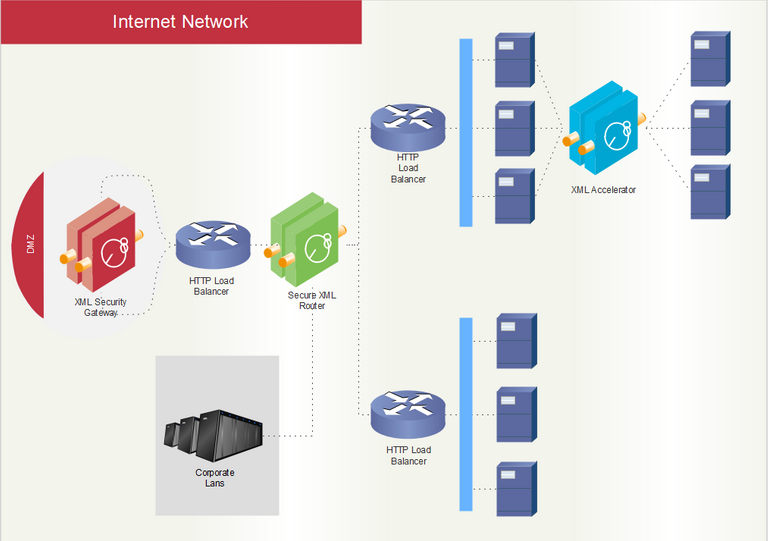 Internet Network
HTTP
Load
Balancer
XML Accelerator
DMZ
XML Security
Gateway
HTTP Load
Balancer
Secure XML
Rooter
HTTP Load
Balancer
Corporate
Lans